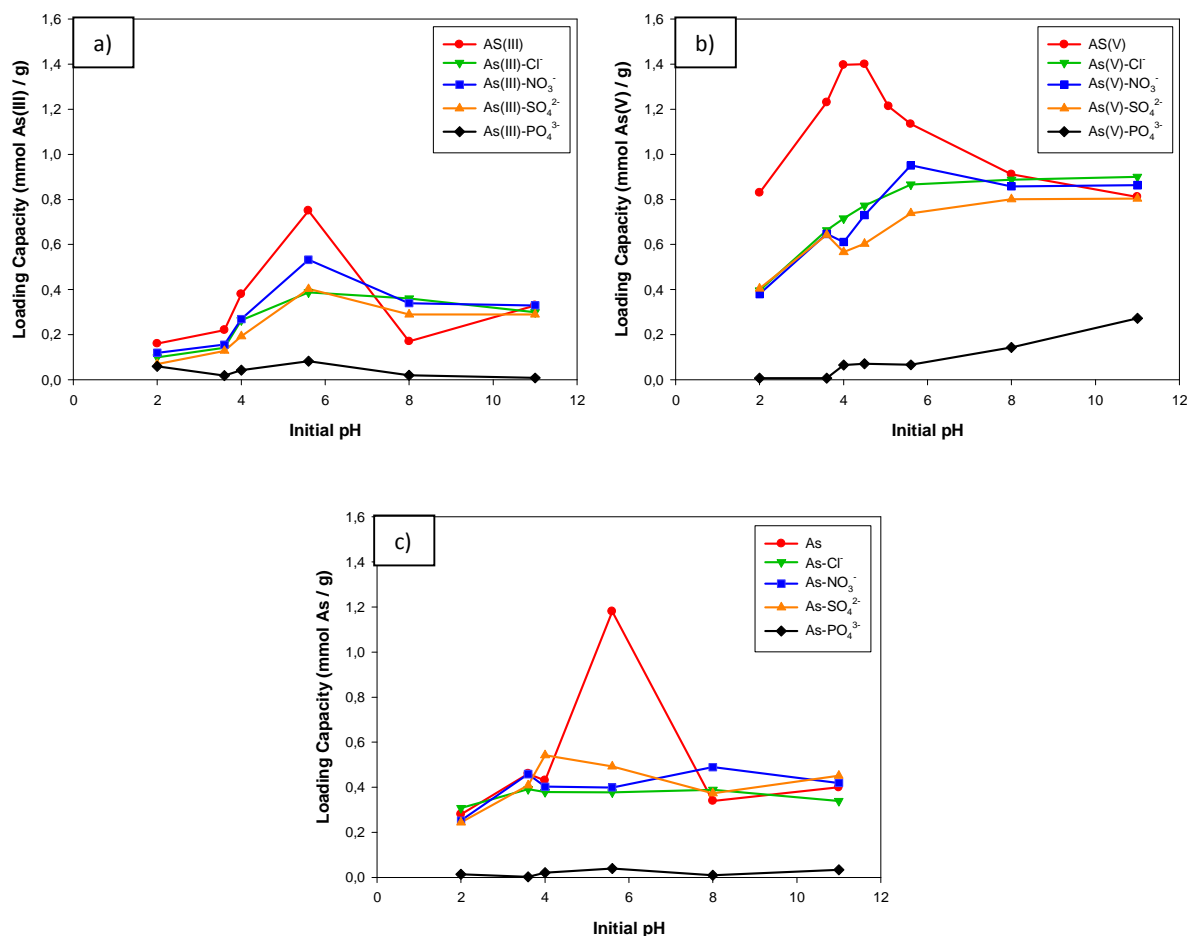 a)
1,6
1,4
1,2
1,0
0,8
0,6
0,4
0,2
0,0
Loading Capacity (mmol As(III) / g)
AS(III)
As(III)-Cl⁻
As(III)-NO₃⁻
As(III)-SO₄²⁻
As(III)-PO₄³⁻
0 2 4 6 8 10 12
Initial pH
b)
1,6
1,4
1,2
1,0
0,8
0,6
0,4
0,2
0,0
Loading Capacity (mmol As(V) / g)
AS(V)
As(V)-Cl⁻
As(V)-NO₃⁻
As(V)-SO₄²⁻
As(V)-PO₄³⁻
0 2 4 6 8 10 12
Initial pH
c)
1,6
1,4
1,2
1,0
0,8
0,6
0,4
0,2
0,0
Loading Capacity (mmol As / g)
As
As-Cl⁻
As-NO₃⁻
As-SO₄²⁻
As-PO₄³⁻
0 2 4 6 8 10 12
Initial pH